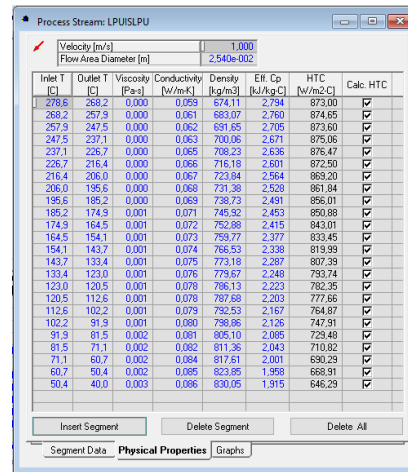 Process Stream: LPUISLPU
Velocity [m/s] 1,000
Flow Area Diameter [m] 2,540e-002
Inlet T [C] Outlet T [C] Viscosity [Pa·s] Conductivity [W/m·K] Density [kg/m3] Eff. Cp [kJ/kg·C] HTC [W/m2·C] Calc. HTC
278,6 268,2 0,000 0,059 674,11 2,794 873,00
268,2 257,9 0,000 0,061 683,07 2,760 874,65
257,9 247,5 0,000 0,062 691,65 2,705 873,60
247,5 237,1 0,000 0,063 700,06 2,671 875,06
237,1 226,7 0,000 0,065 708,23 2,636 876,47
226,7 216,4 0,000 0,066 716,18 2,601 872,50
216,4 206,0 0,000 0,067 723,84 2,564 869,20
206,0 195,6 0,000 0,068 731,38 2,528 861,84
195,6 185,2 0,000 0,069 738,73 2,491 856,01
185,2 174,9 0,001 0,071 745,92 2,453 850,88
174,9 164,5 0,001 0,072 752,88 2,415 843,01
164,5 154,1 0,001 0,073 759,77 2,377 833,45
154,1 143,7 0,001 0,074 766,53 2,338 819,99
143,7 133,4 0,001 0,075 773,18 2,287 807,39
133,4 123,0 0,001 0,076 779,67 2,248 793,74
123,0 120,5 0,001 0,078 786,13 2,223 782,35
120,5 112,6 0,001 0,078 787,68 2,203 777,66
112,6 102,2 0,001 0,079 792,53 2,167 764,87
102,2 91,9 0,001 0,080 798,86 2,126 747,91
91,9 81,5 0,002 0,081 805,10 2,085 729,48
81,5 71,1 0,002 0,082 811,36 2,043 710,82
71,1 60,7 0,002 0,084 817,61 2,001 690,29
60,7 50,4 0,002 0,085 823,85 1,958 668,91
50,4 40,0 0,003 0,086 830,05 1,915 646,29
Insert Segment Delete Segment Delete All
Segment Data Physical Properties Graphs